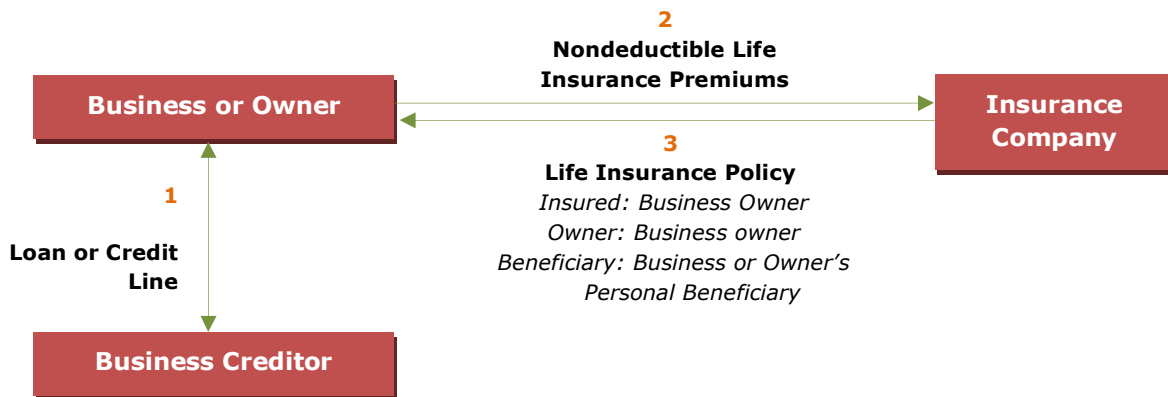 2
Nondeductible Life
Insurance Premiums
Business or Owner
Insurance
Company
3
Life Insurance Policy
Insured: Business Owner
Owner: Business owner
Beneficiary: Business or Owner’s
Personal Beneficiary
1
Loan or Credit
Line
Business Creditor